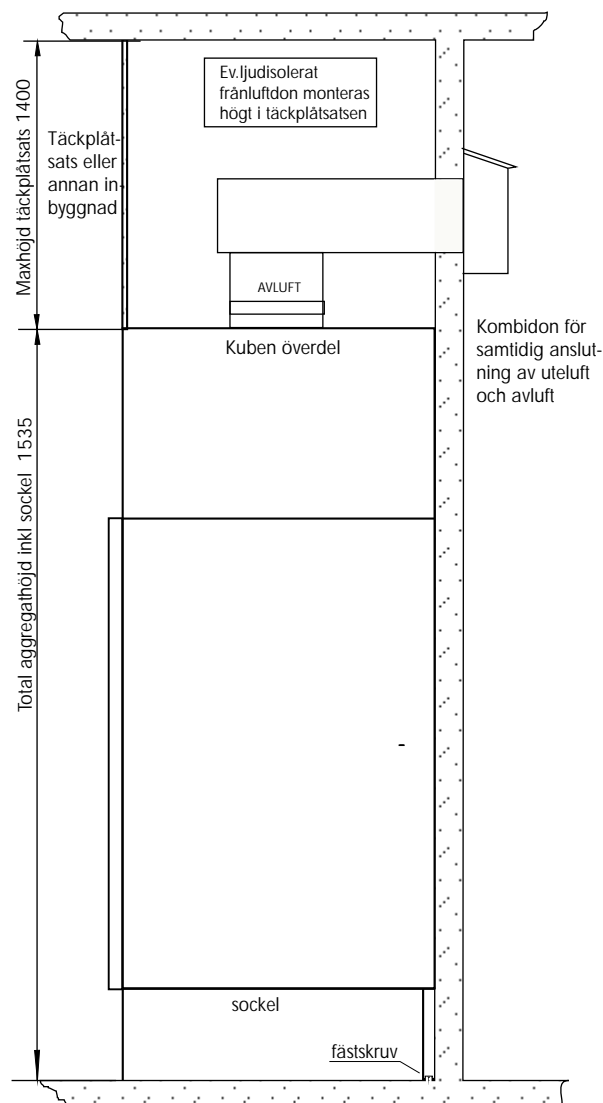 Ev.ljudisolerat
frånluftdon monteras
högt i täckplåtsatsen
Maxhöjd täckplåtsats 1400
Täckplåt-
sats eller
annan in
byggnad
AVLUFT
Kuben överdel
Kombidon för
samtidig anslut-
ning av uteluft
och avluft
Total aggregathöjd inkl sockel 1535
sockel
fästskruv